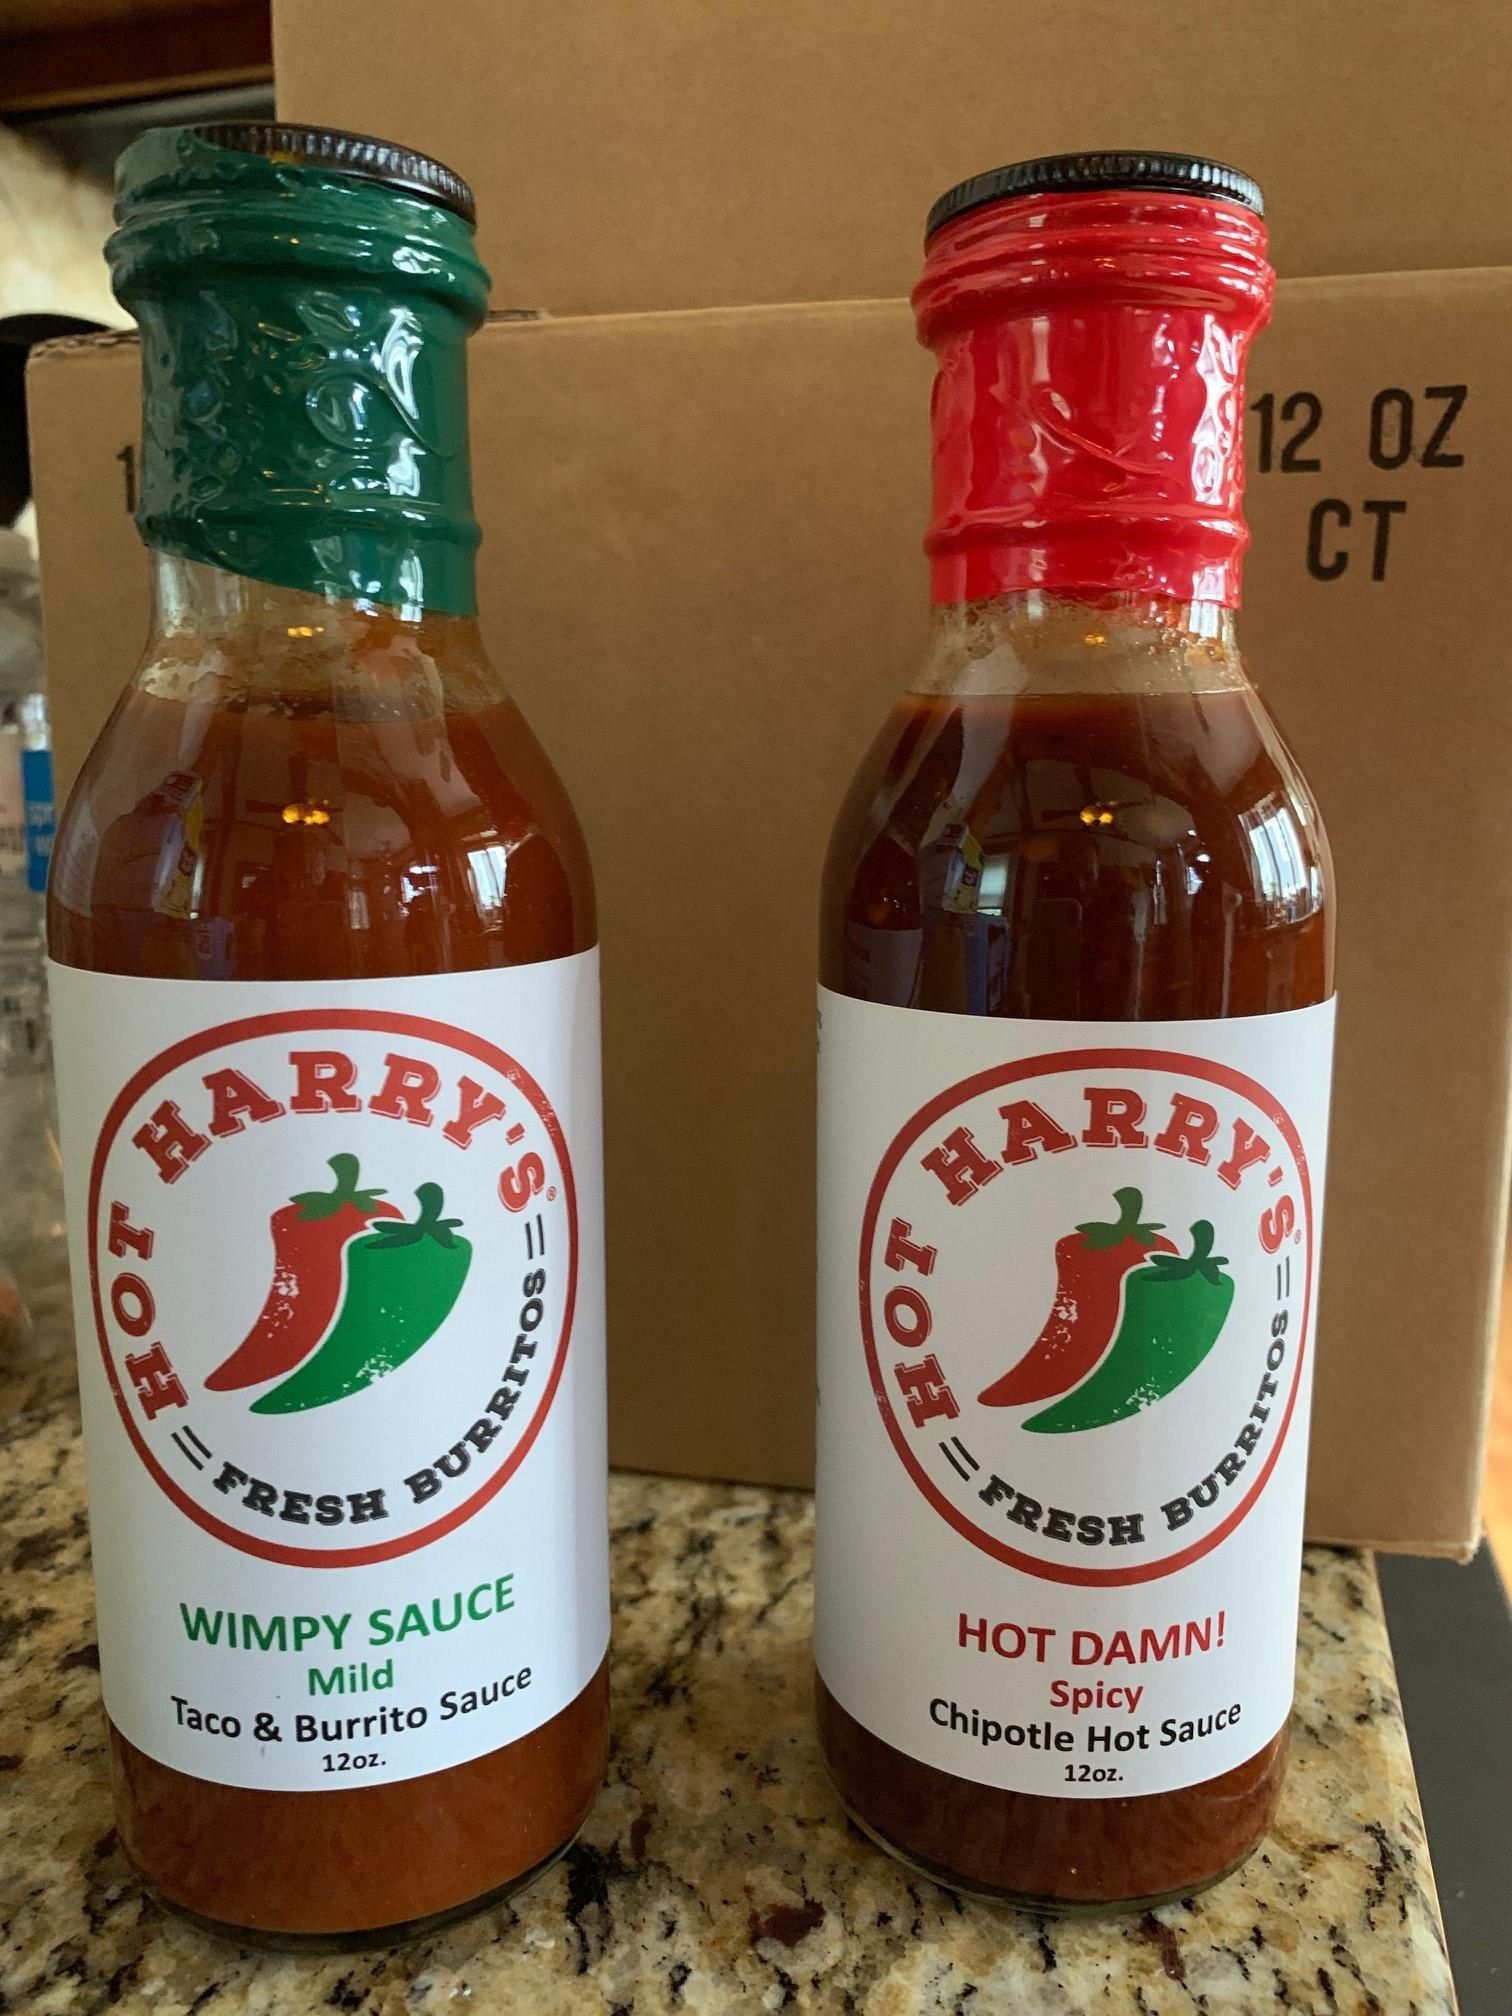 12 OZ
CT
HOT HARRY'S®
FRESH BURRITOS
WIMPY SAUCE
Mild
Taco & Burrito Sauce
12oz.
HOT HARRY'S®
FRESH BURRITOS
HOT DAMN!
Spicy
Chipotle Hot Sauce
12oz.